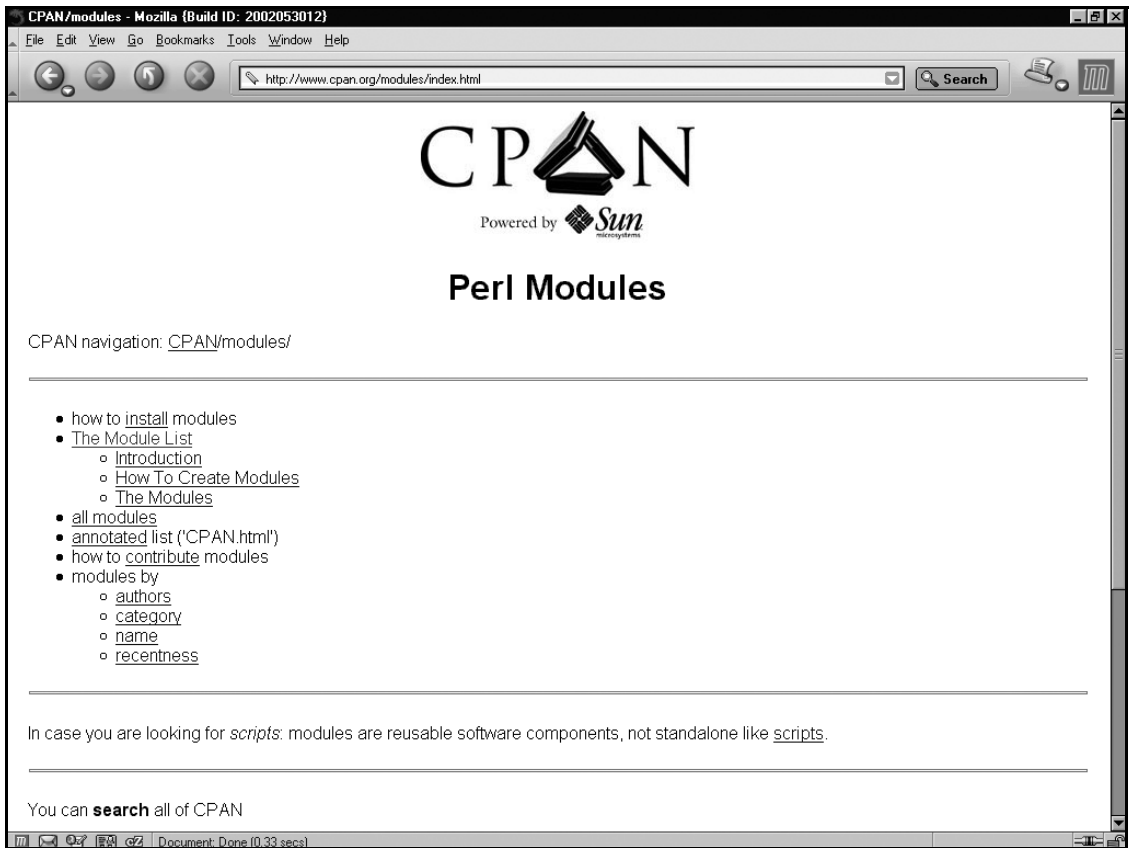 CPAN/modules - Mozilla {Build ID: 2002053012}
File Edit View Go Bookmarks Tools Window Help
http://www.cpan.org/modules/index.html
Search
CPAN
Powered by Sun
microsystems
Perl Modules
CPAN navigation: CPAN/modules/
how to install modules
The Module List
Introduction
How To Create Modules
The Modules
all modules
annotated list ('CPAN.html')
how to contribute modules
modules by
authors
category
name
recentness
In case you are looking for scripts: modules are reusable software components, not standalone like scripts.
You can search all of CPAN
Document: Done (0.33 secs)